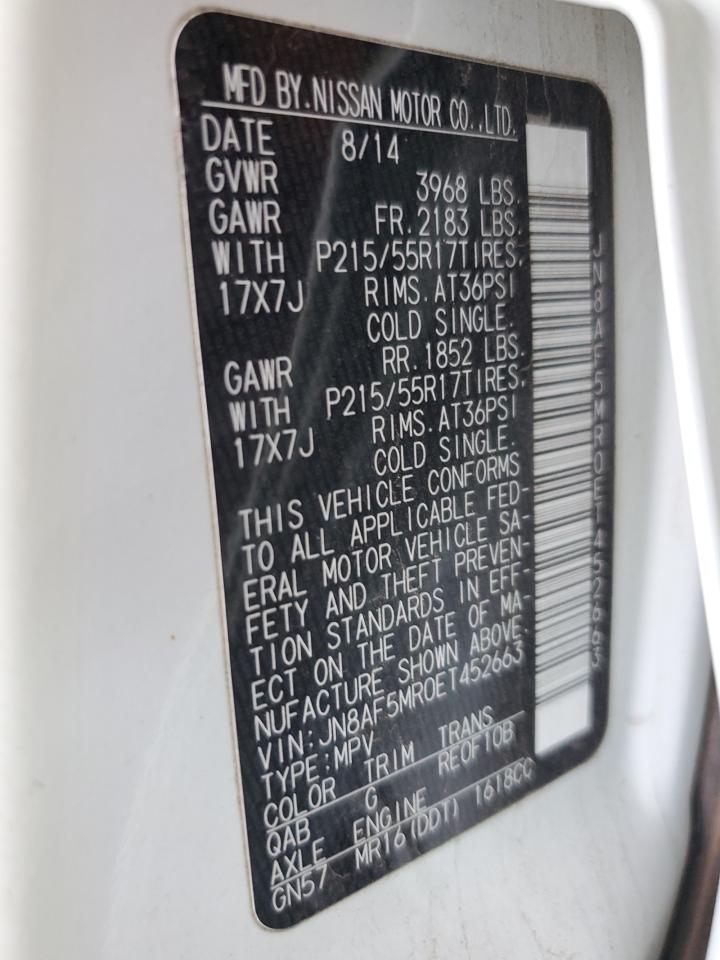 MFD BY.NISSAN MOTOR CO.,LTD.
DATE 8/14
GVWR 3968 LBS.
GAWR FR.2183 LBS.
WITH P215/55R17TIRES.
17X7J RIMS.AT36PSI
COLD SINGLE.
GAWR RR.1852 LBS.
WITH P215/55R17TIRES.
17X7J RIMS.AT36PSI
COLD SINGLE.
THIS VEHICLE CONFORMS
TO ALL APPLICABLE FED-
ERAL MOTOR VEHICLE SA-
FETY AND THEFT PREVEN-
TION STANDARDS IN EFF-
ECT ON THE DATE OF MA-
NUFACTURE SHOWN ABOVE.
VIN:JN8AF5MR0ET452663
TYPE:MPV
COLOR TRIM TRANS
QAB G RE0F10B
AXLE ENGINE
GN57 MR16(DDT) 1618CC
JN8AF5MR0ET452663